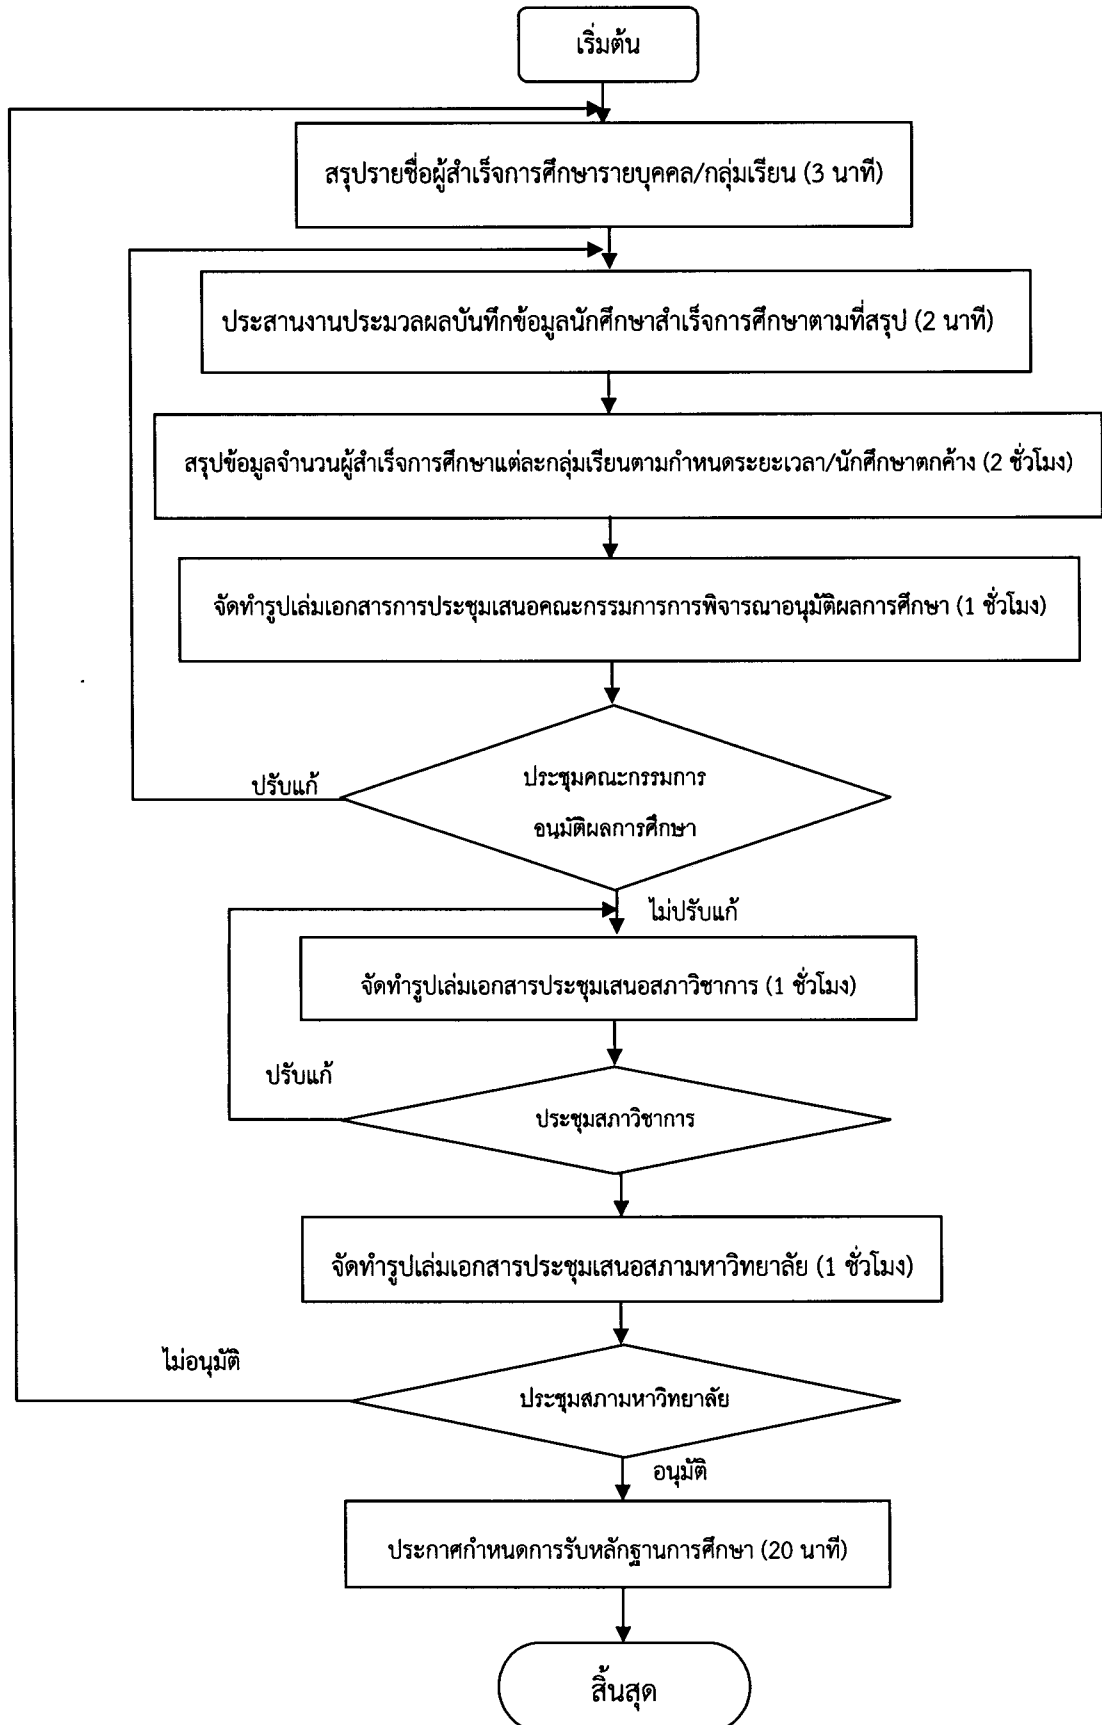 เริ่มต้น
สรุปรายชื่อผู้สำเร็จการศึกษารายบุคคล/กลุ่มเรียน (3 นาที)
ประสานงานประมวลผลบันทึกข้อมูลนักศึกษาสำเร็จการศึกษาตามที่สรุป (2 นาที)
สรุปข้อมูลจำนวนผู้สำเร็จการศึกษาแต่ละกลุ่มเรียนตามกำหนดระยะเวลา/นักศึกษาตกค้าง (2 ชั่วโมง)
จัดทำรูปเล่มเอกสารการประชุมเสนอคณะกรรมการการพิจารณาอนุมัติผลการศึกษา (1 ชั่วโมง)
ปรับแก้
ประชุมคณะกรรมการ
อนุมัติผลการศึกษา
ไม่ปรับแก้
จัดทำรูปเล่มเอกสารประชุมเสนอสภาวิชาการ (1 ชั่วโมง)
ปรับแก้
ประชุมสภาวิชาการ
จัดทำรูปเล่มเอกสารประชุมเสนอสภามหาวิทยาลัย (1 ชั่วโมง)
ไม่อนุมัติ
ประชุมสภามหาวิทยาลัย
อนุมัติ
ประกาศกำหนดการรับหลักฐานการศึกษา (20 นาที)
สิ้นสุด